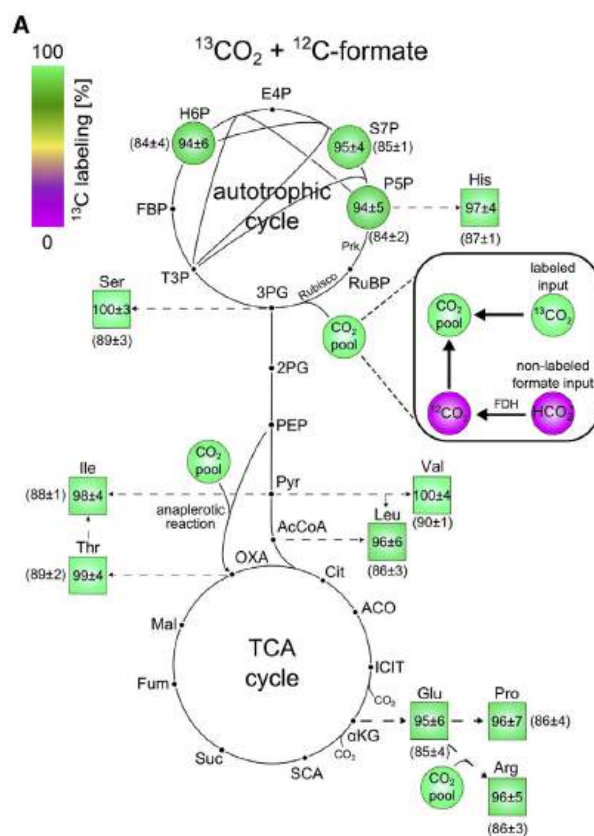 A
¹³CO₂ + ¹²C-formate
100
¹³C labeling [%]
0
E4P
H6P
94±6
(84±4)
S7P
95±4
(85±1)
P5P
94±5
(84±2)
His
97±4
(87±1)
autotrophic
cycle
FBP
T3P
Prk
Rubisco
RuBP
3PG
Ser
100±3
(89±3)
CO₂
pool
labeled
input
CO₂
pool
¹³CO₂
non-labeled
formate input
¹²CO₂
FDH
HCO₂
2PG
PEP
CO₂
pool
anaplerotic
reaction
Ile
(88±1)
98±4
Pyr
Val
100±4
(90±1)
Leu
96±6
(86±3)
AcCoA
Thr
(89±2)
99±4
OXA
Cit
Mal
ACO
TCA
cycle
Fum
ICIT
CO₂
αKG
CO₂
Suc
SCA
Glu
95±6
(85±4)
Pro
96±7
(86±4)
CO₂
pool
Arg
96±5
(86±3)